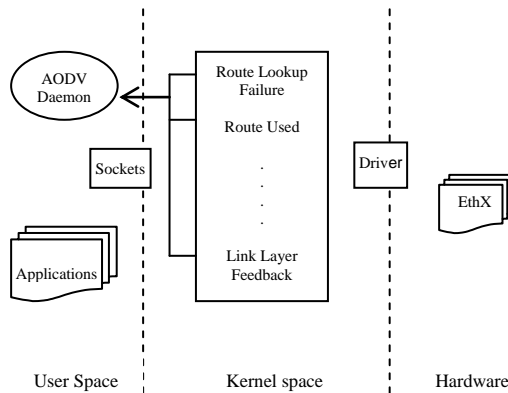 AODV
Daemon
Route Lookup
Failure
Route Used
Sockets
Driver
.
.
.
.
EthX
Applications
Link Layer
Feedback
User Space
Kernel space
Hardware